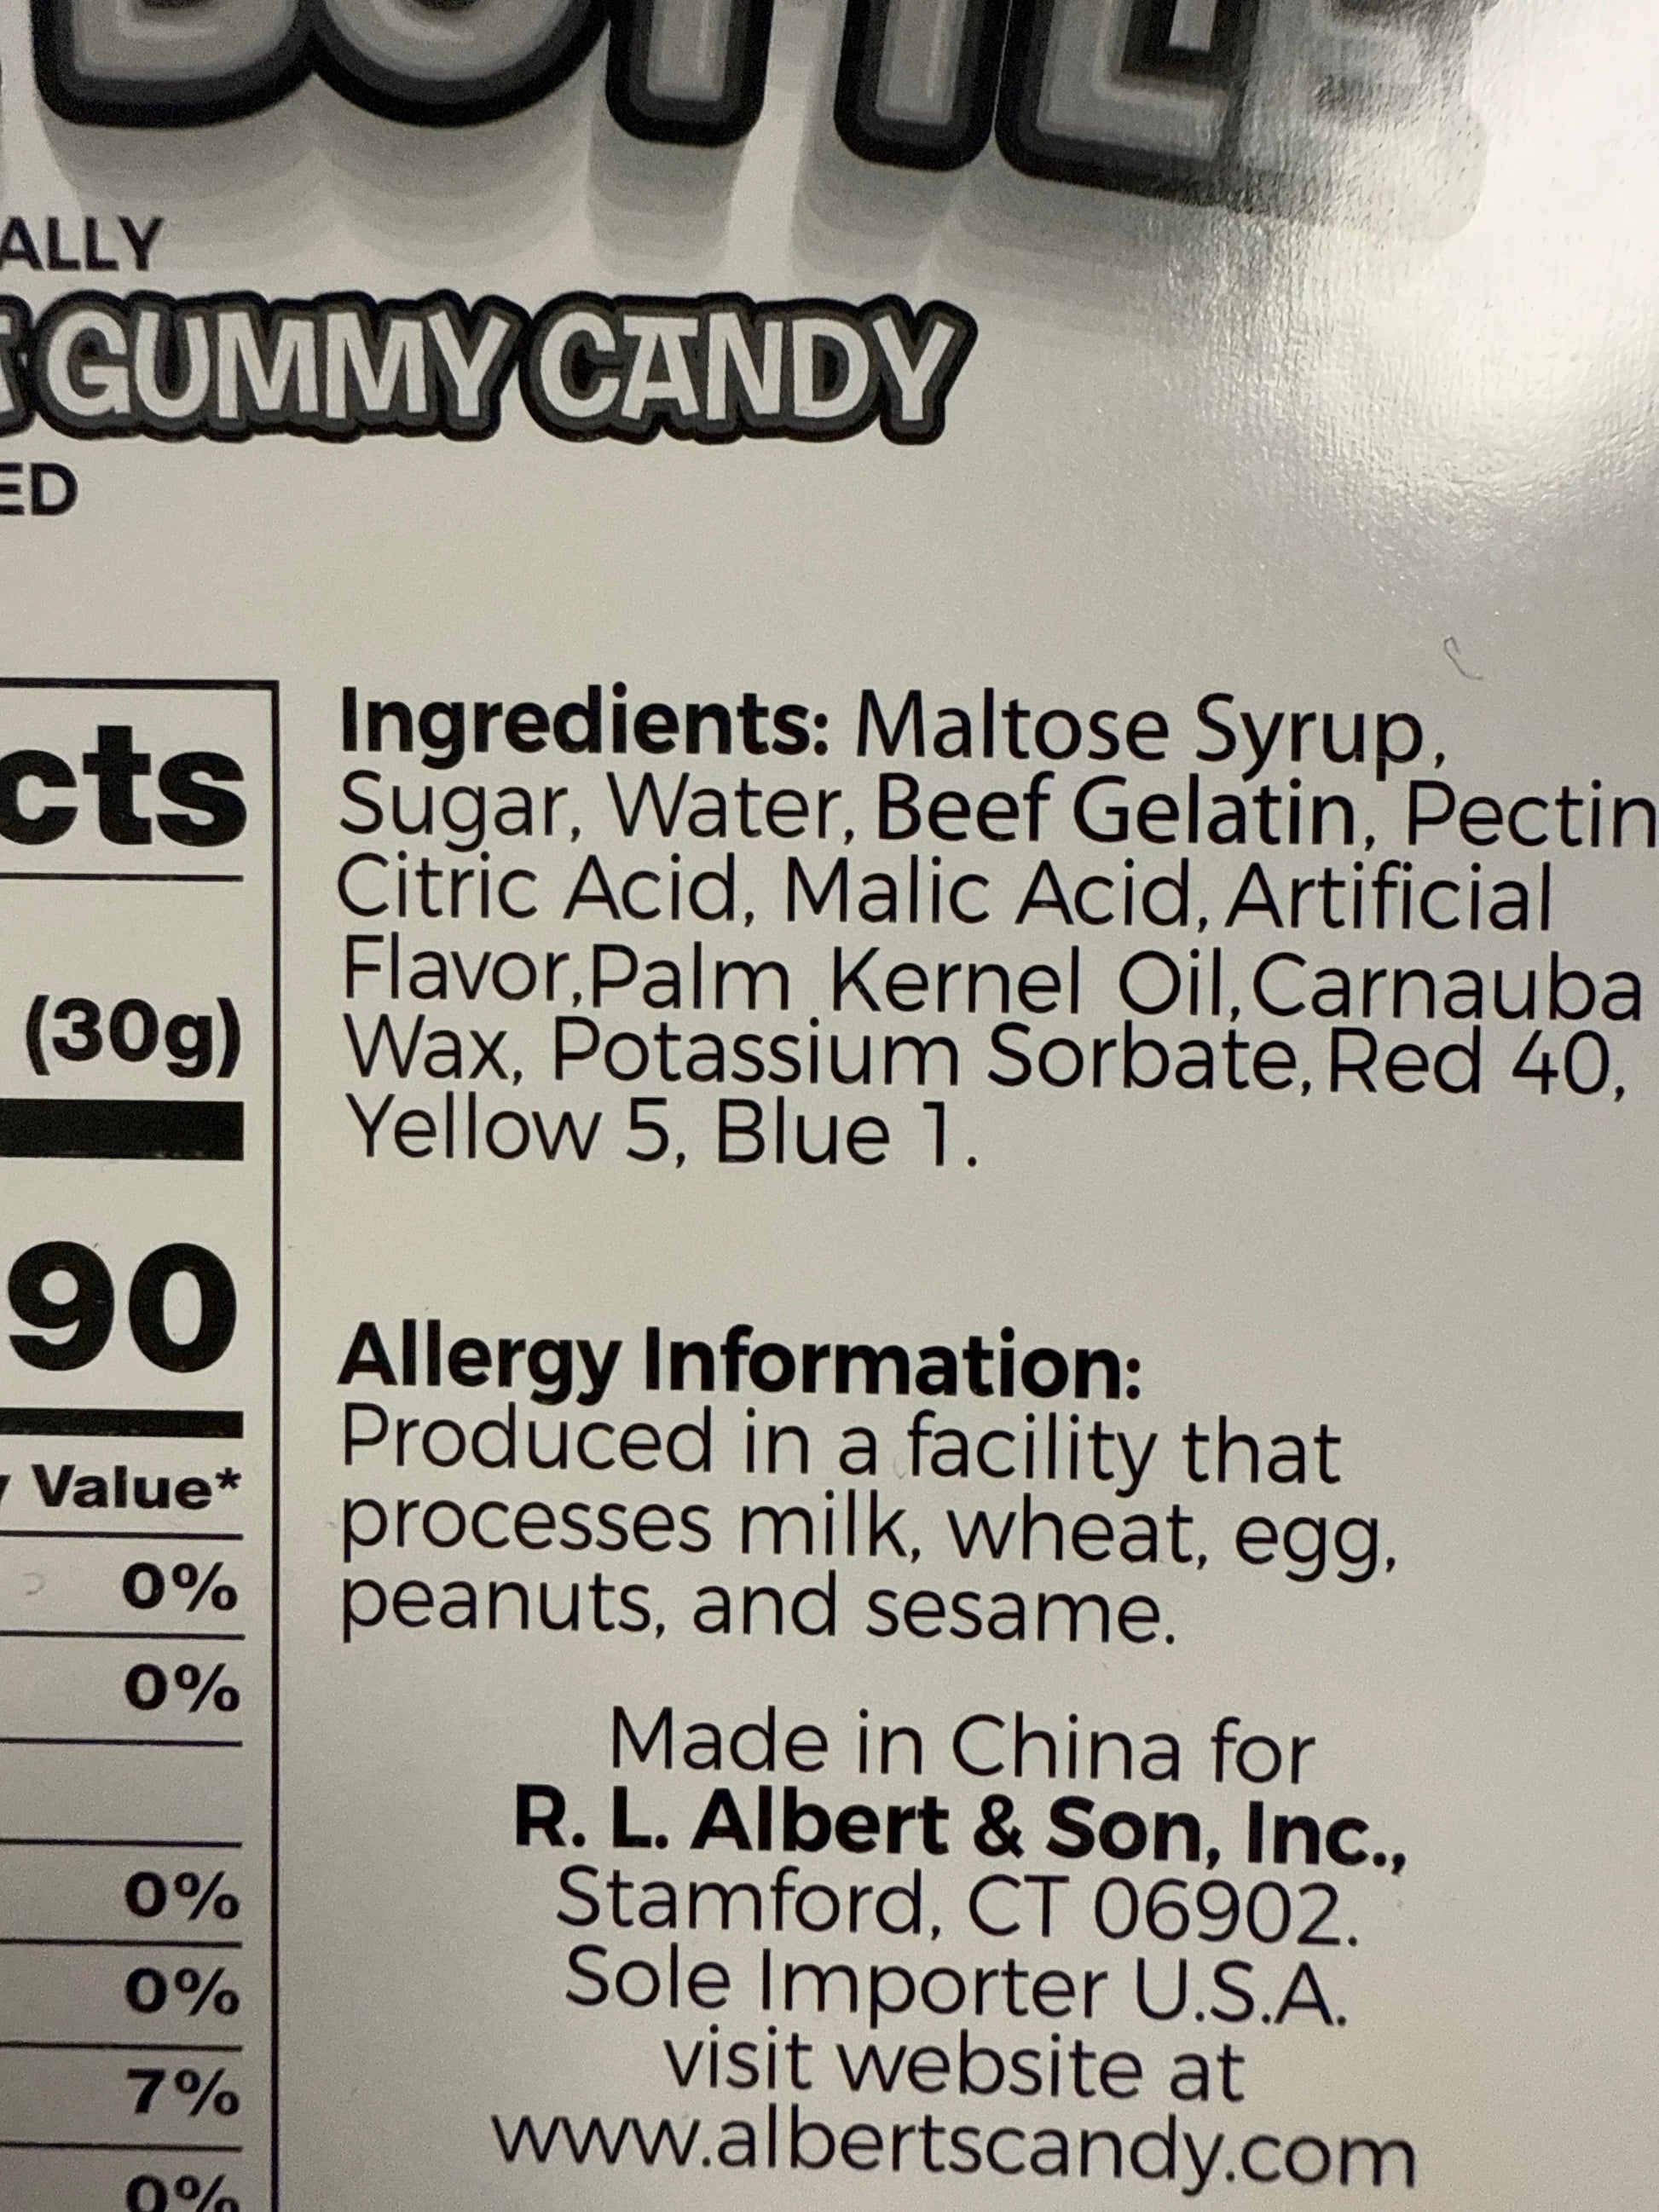 BOTTLE
ALLY
GUMMY CANDY
ED
cts
(30g)
90
Value*
0%
0%
0%
0%
7%
0%
Ingredients: Maltose Syrup,
Sugar, Water, Beef Gelatin, Pectin
Citric Acid, Malic Acid, Artificial
Flavor,Palm Kernel Oil,Carnauba
Wax, Potassium Sorbate,Red 40,
Yellow 5, Blue 1.
Allergy Information:
Produced in a facility that
processes milk, wheat, egg,
peanuts, and sesame.
Made in China for
R. L. Albert & Son, Inc.,
Stamford, CT 06902.
Sole Importer U.S.A.
visit website at
www.albertscandy.com